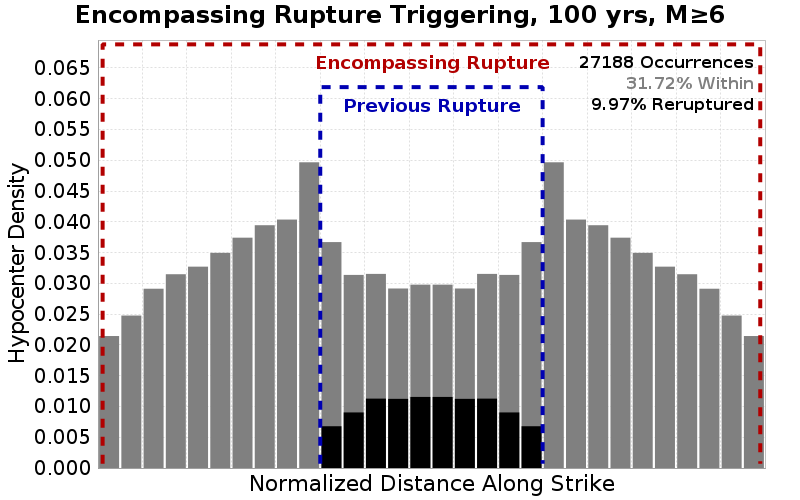 Encompassing Rupture Triggering, 100 yrs, M≥6
Encompassing Rupture
27188 Occurrences
31.72% Within
9.97% Reruptured
Previous Rupture
Hypocenter Density
0.065
0.060
0.055
0.050
0.045
0.040
0.035
0.030
0.025
0.020
0.015
0.010
0.005
0.000
Normalized Distance Along Strike